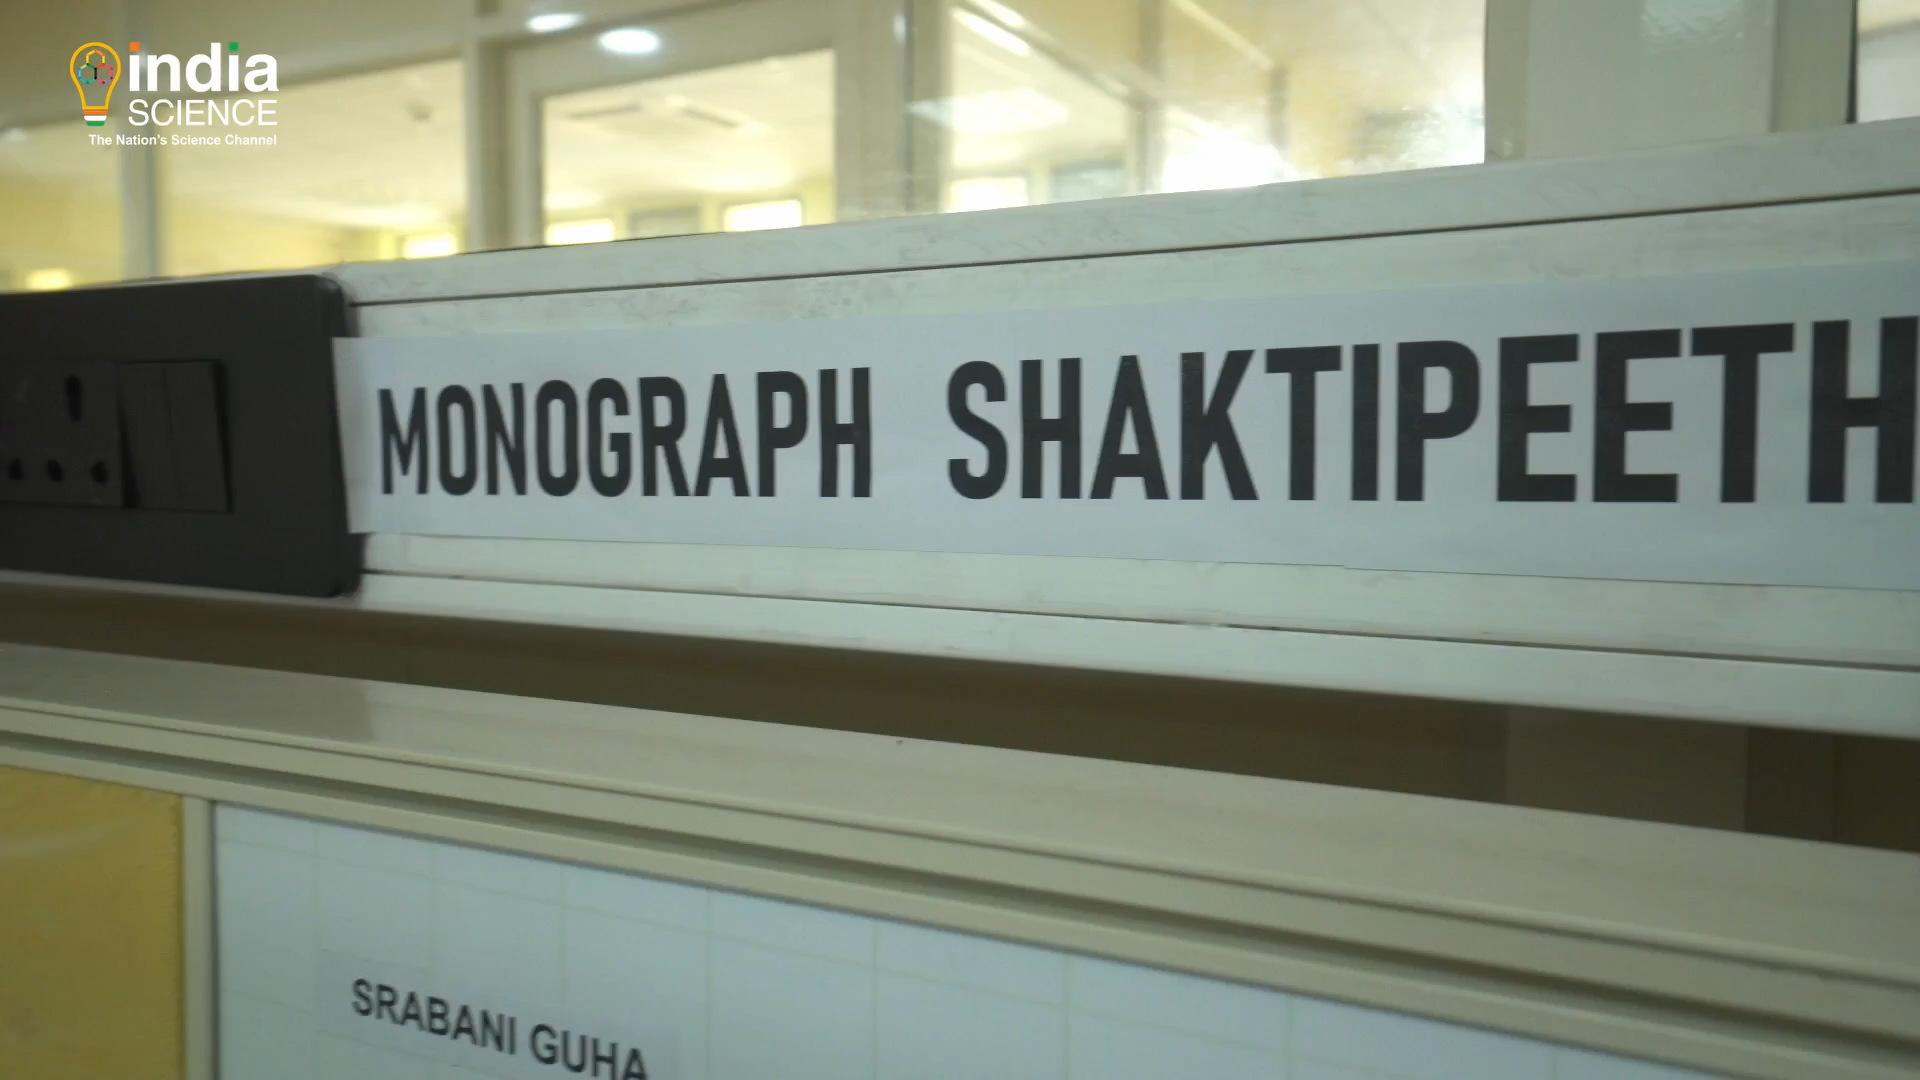 india
SCIENCE
The Nation's Science Channel
MONOGRAPH SHAKTIPEETH
SRABANI GUHA